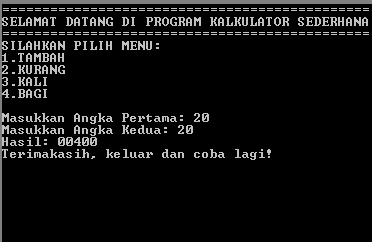 ==============================================
SELAMAT DATANG DI PROGRAM KALKULATOR SEDERHANA
==============================================
SILAHKAN PILIH MENU:
1.TAMBAH
2.KURANG
3.KALI
4.BAGI
Masukkan Angka Pertama: 20
Masukkan Angka Kedua: 20
Hasil: 00400
Terimakasih, keluar dan coba lagi!